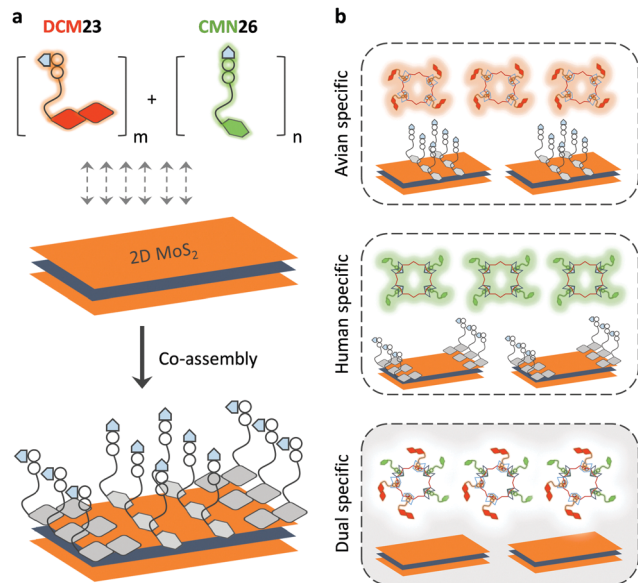 a
DCM23
CMN26
m
+
n
2D MoS₂
Co-assembly
b
Avian specific
Human specific
Dual specific